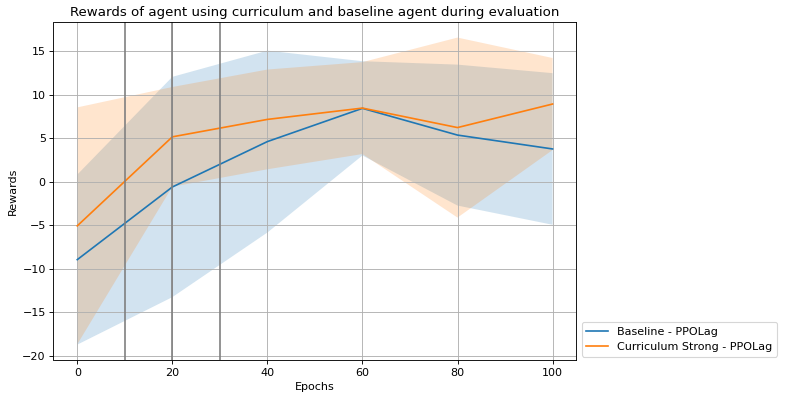 Rewards of agent using curriculum and baseline agent during evaluation
15
10
5
0
−5
−10
−15
−20
Rewards
0 20 40 60 80 100
Epochs
Baseline - PPOLag
Curriculum Strong - PPOLag